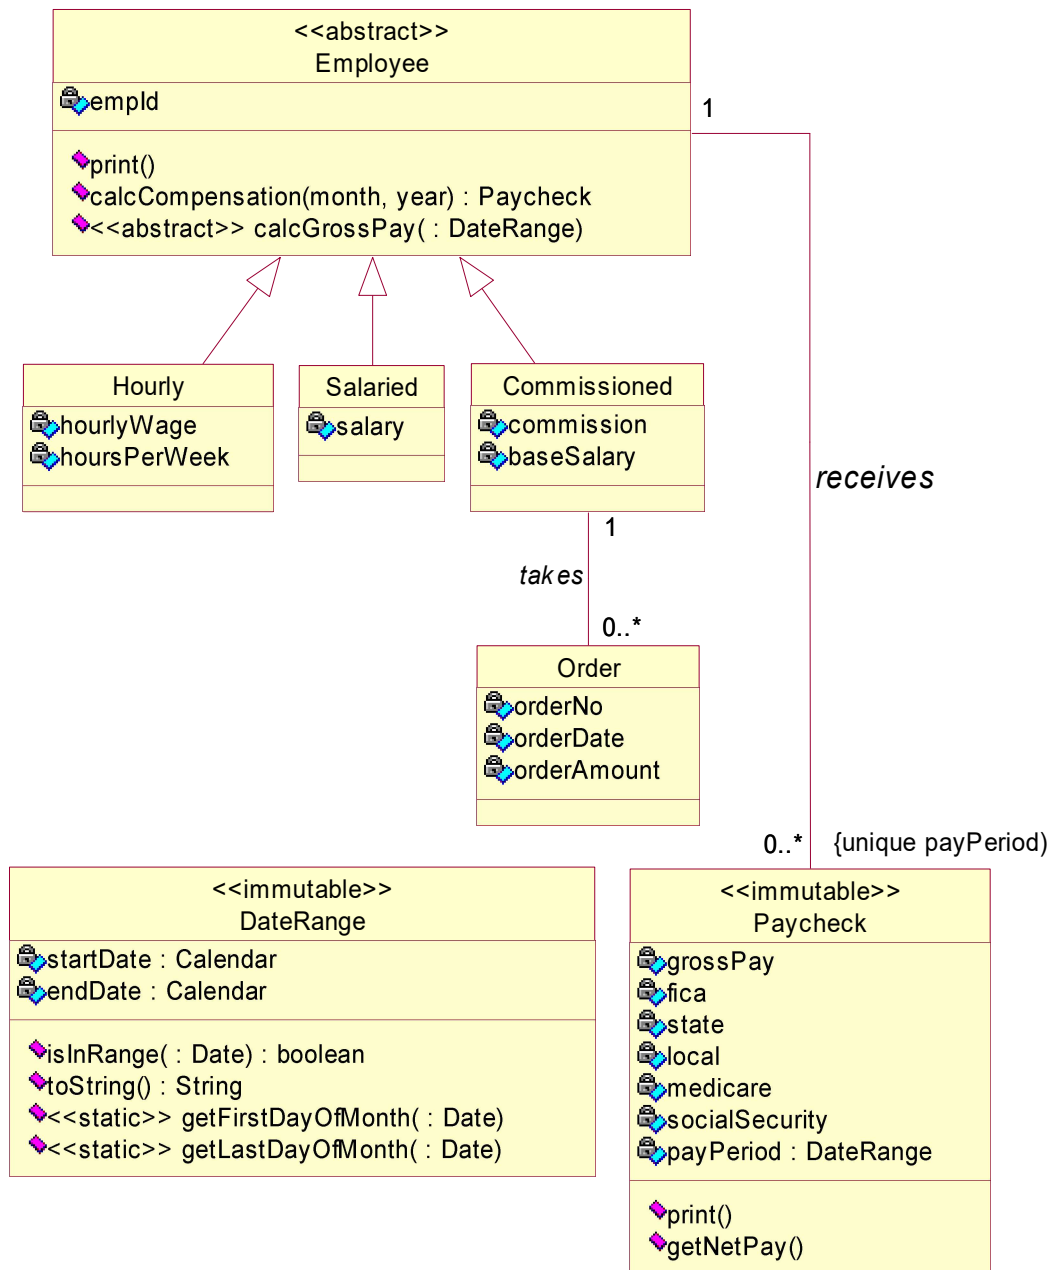 <<abstract>>
Employee
empId
1
print()
calcCompensation(month, year) : Paycheck
<<abstract>> calcGrossPay( : DateRange)
Hourly
hourlyWage
hoursPerWeek
Salaried
salary
Commissioned
commission
baseSalary
receives
1
takes
0..*
Order
orderNo
orderDate
orderAmount
0..*
{unique payPeriod)
<<immutable>>
DateRange
startDate : Calendar
endDate : Calendar
isInRange( : Date) : boolean
toString() : String
<<static>> getFirstDayOfMonth( : Date)
<<static>> getLastDayOfMonth( : Date)
<<immutable>>
Paycheck
grossPay
fica
state
local
medicare
socialSecurity
payPeriod : DateRange
print()
getNetPay()